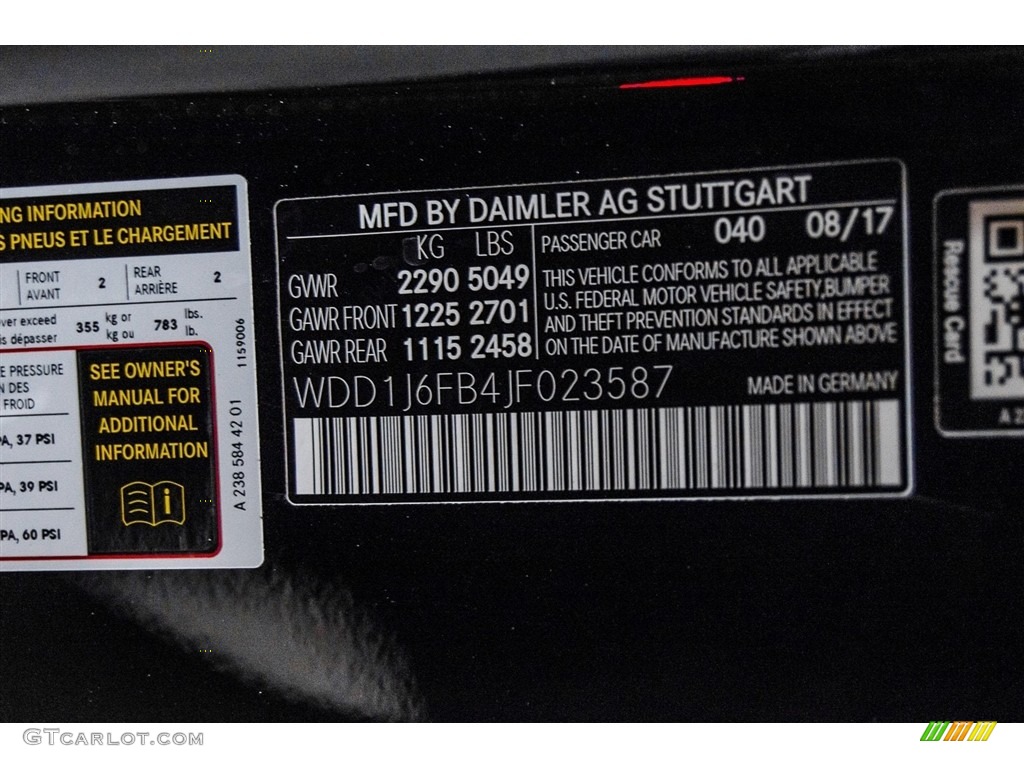 NG INFORMATION
S PNEUS ET LE CHARGEMENT
FRONT
AVANT
2
REAR
ARRIÈRE
2
ver exceed
is dépasser
355
kg or
kg ou
783
lbs.
lb.
E PRESSURE
N DES
FROID
PA, 37 PSI
PA, 39 PSI
PA, 60 PSI
SEE OWNER'S
MANUAL FOR
ADDITIONAL
INFORMATION
i
1159006
A 238 584 42 01
MFD BY DAIMLER AG STUTTGART
KG LBS
GWR 2290 5049
GAWR FRONT 1225 2701
GAWR REAR 1115 2458
PASSENGER CAR 040 08/17
THIS VEHICLE CONFORMS TO ALL APPLICABLE
U.S. FEDERAL MOTOR VEHICLE SAFETY,BUMPER
AND THEFT PREVENTION STANDARDS IN EFFECT
ON THE DATE OF MANUFACTURE SHOWN ABOVE
WDD1J6FB4JF023587
MADE IN GERMANY
Rescue Card
A 2
GTCARLOT.COM